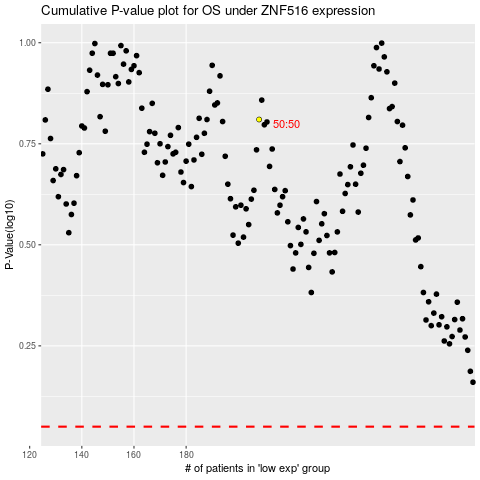 Cumulative P-value plot for OS under ZNF516 expression
1.00
0.75
0.50
0.25
P-Value(log10)
50:50
120 140 160 180
# of patients in 'low exp' group